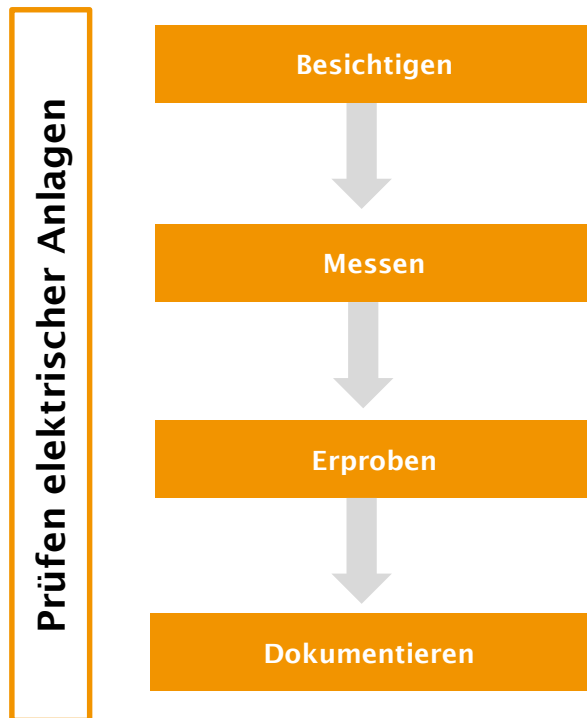 Prüfen elektrischer Anlagen
Besichtigen
Messen
Erproben
Dokumentieren